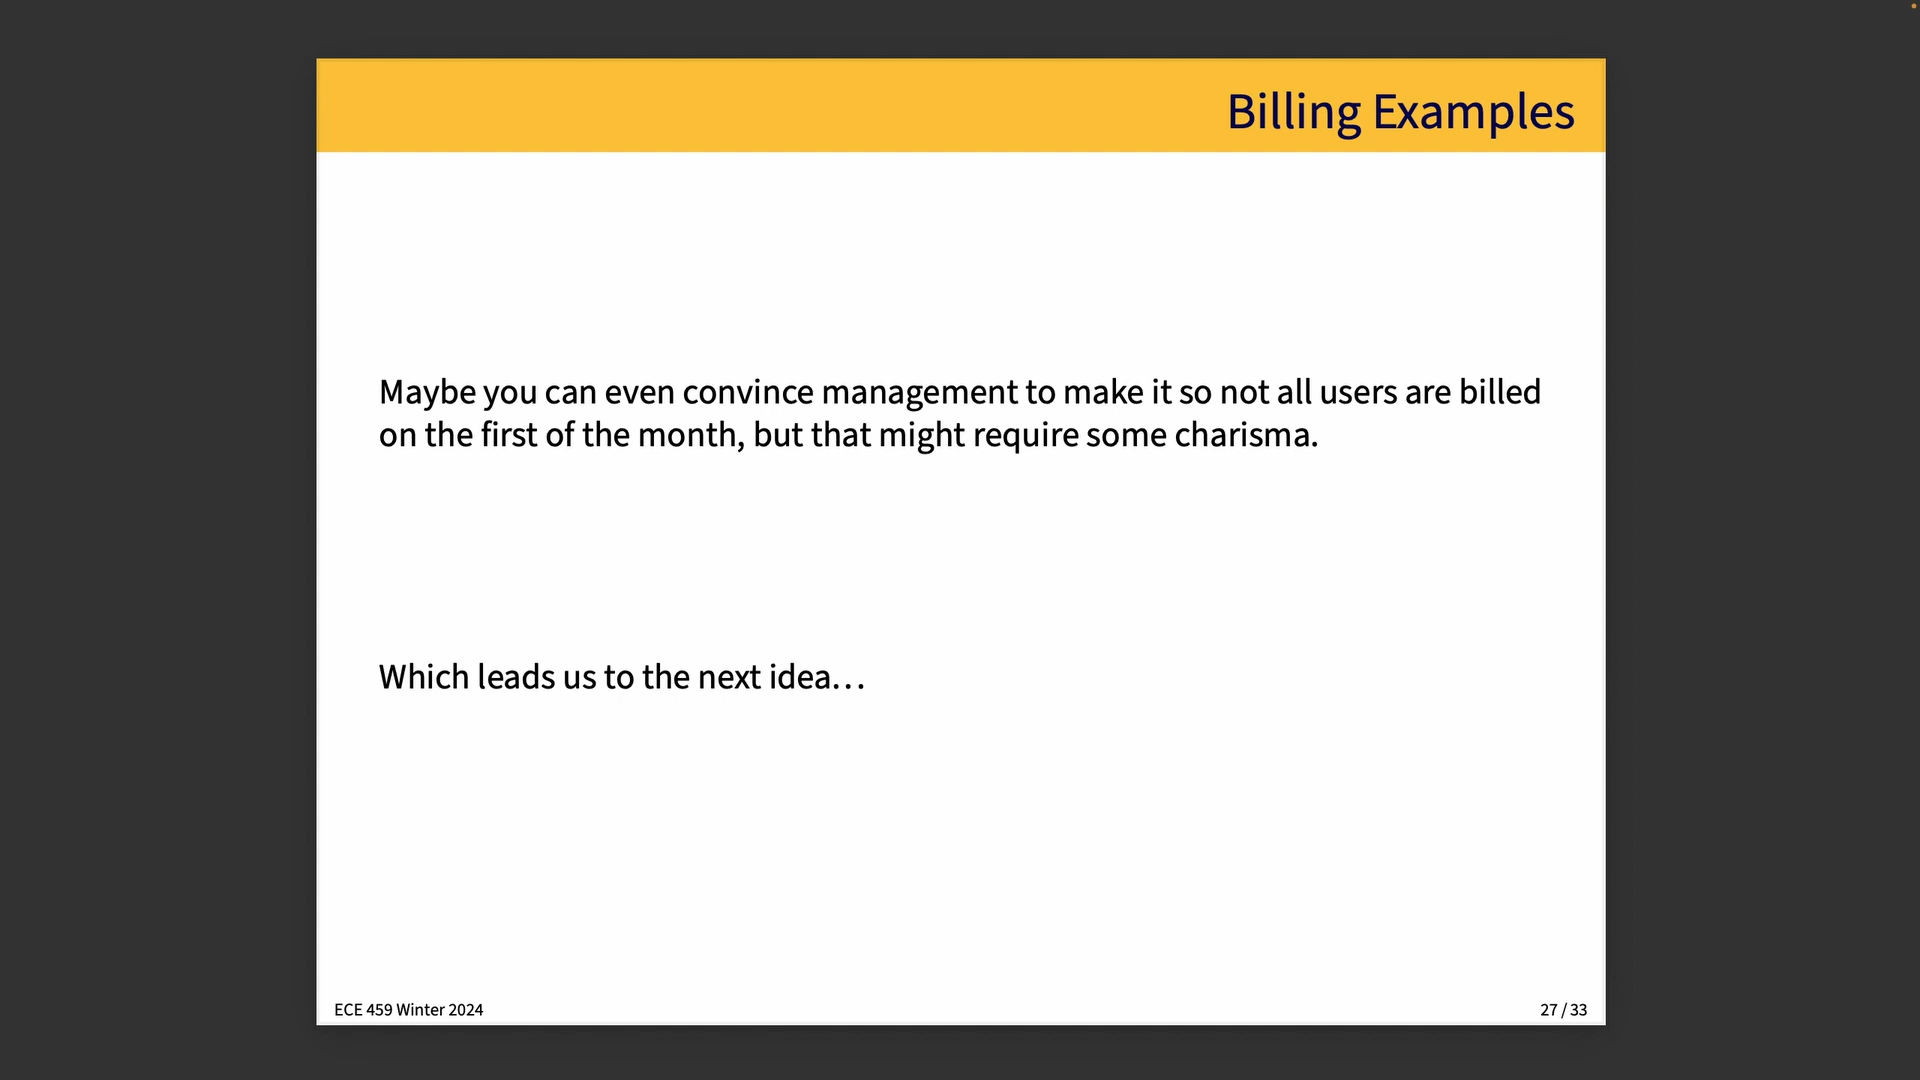 Billing Examples
Maybe you can even convince management to make it so not all users are billed
on the first of the month, but that might require some charisma.
Which leads us to the next idea…
ECE 459 Winter 2024
27 / 33